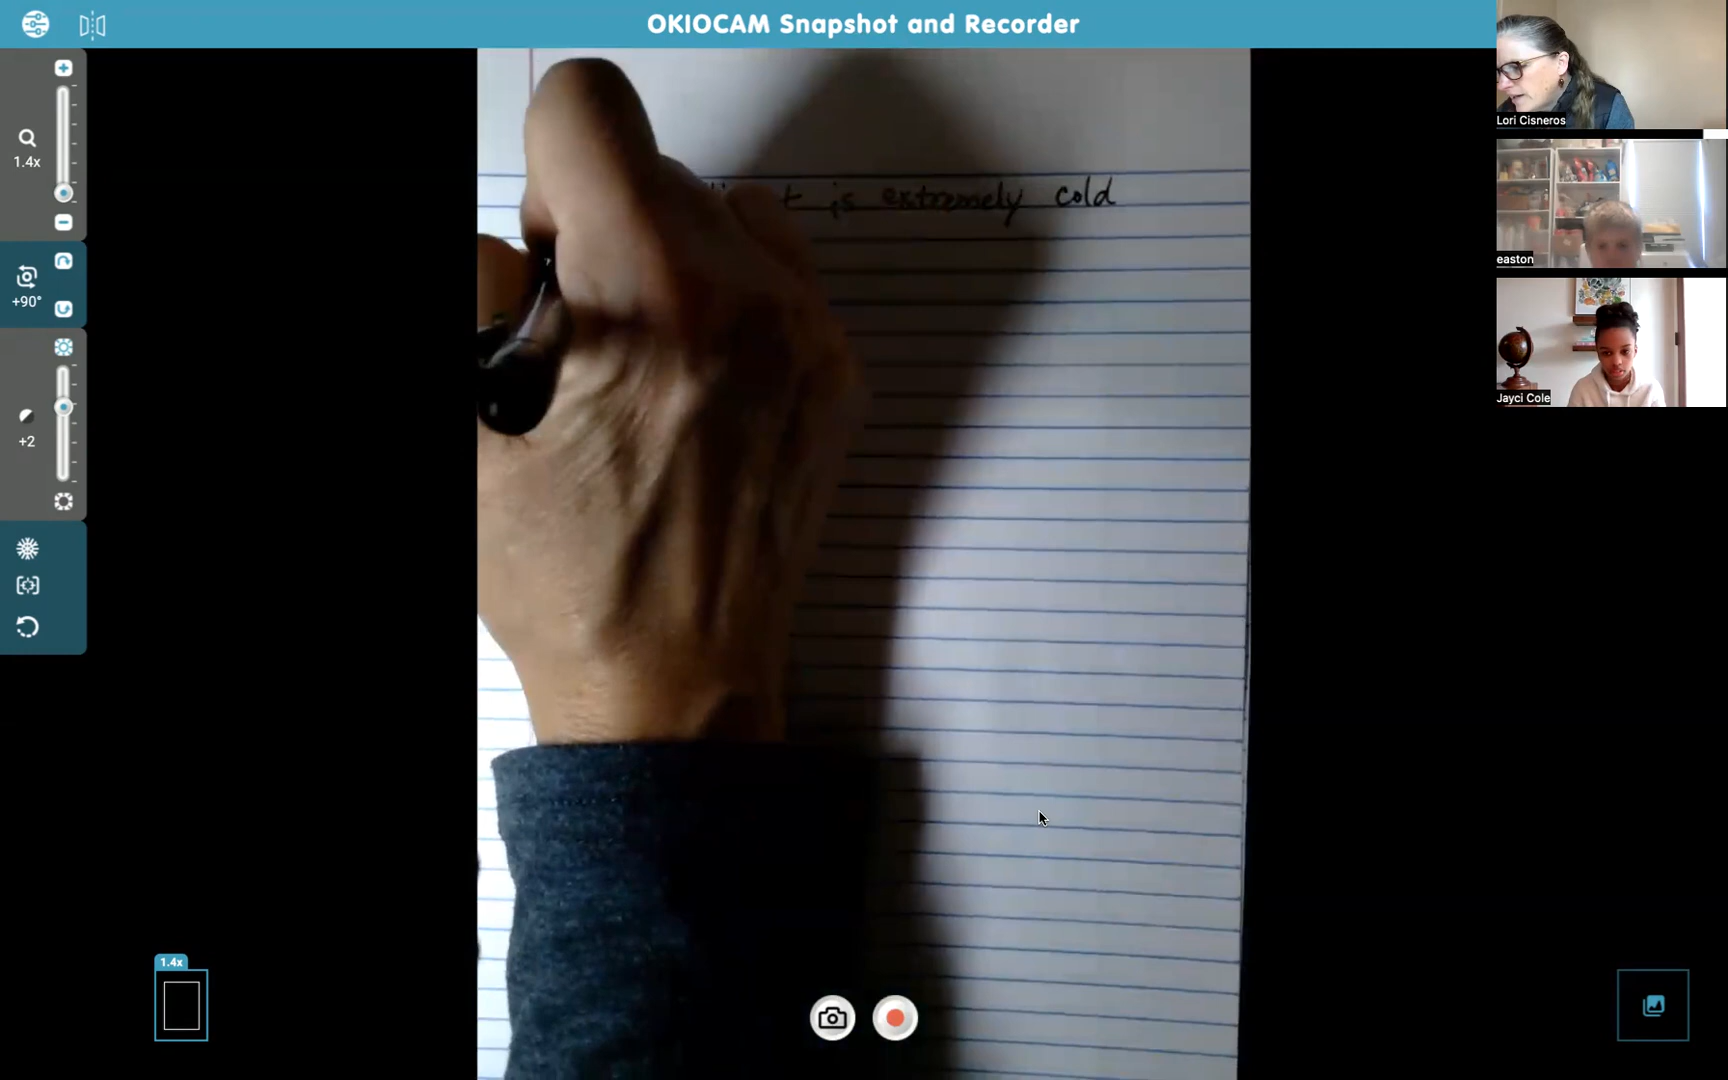 OKIOCAM Snapshot and Recorder
1.4x
+90°
+2
is extremely cold
1.4x
Lori Cisneros
easton
Jayci Cole